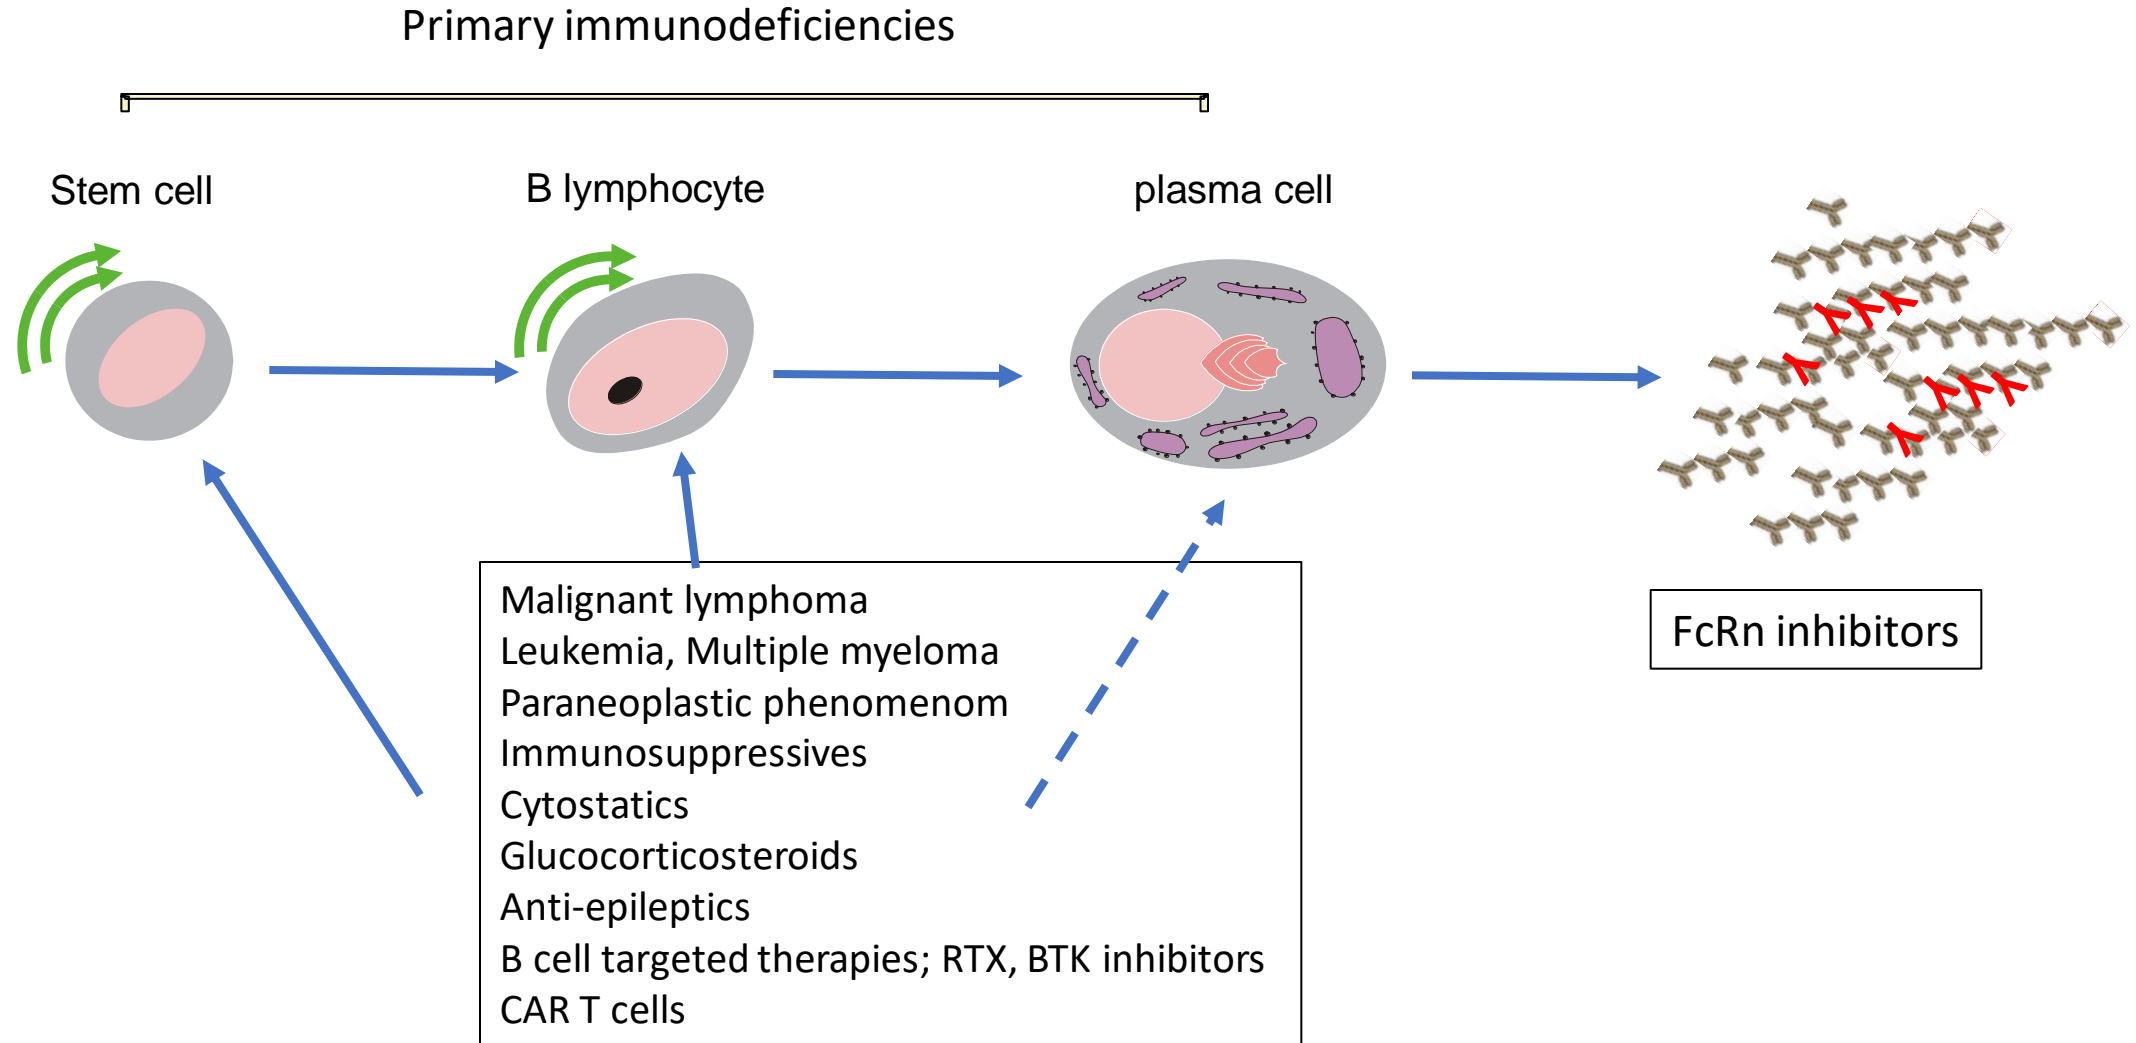 Primary immunodeficiencies
Stem cell
B lymphocyte
plasma cell
Malignant lymphoma
Leukemia, Multiple myeloma
Paraneoplastic phenomenom
Immunosuppressives
Cytostatics
Glucocorticosteroids
Anti-epileptics
B cell targeted therapies; RTX, BTK inhibitors
CAR T cells
FcRn inhibitors